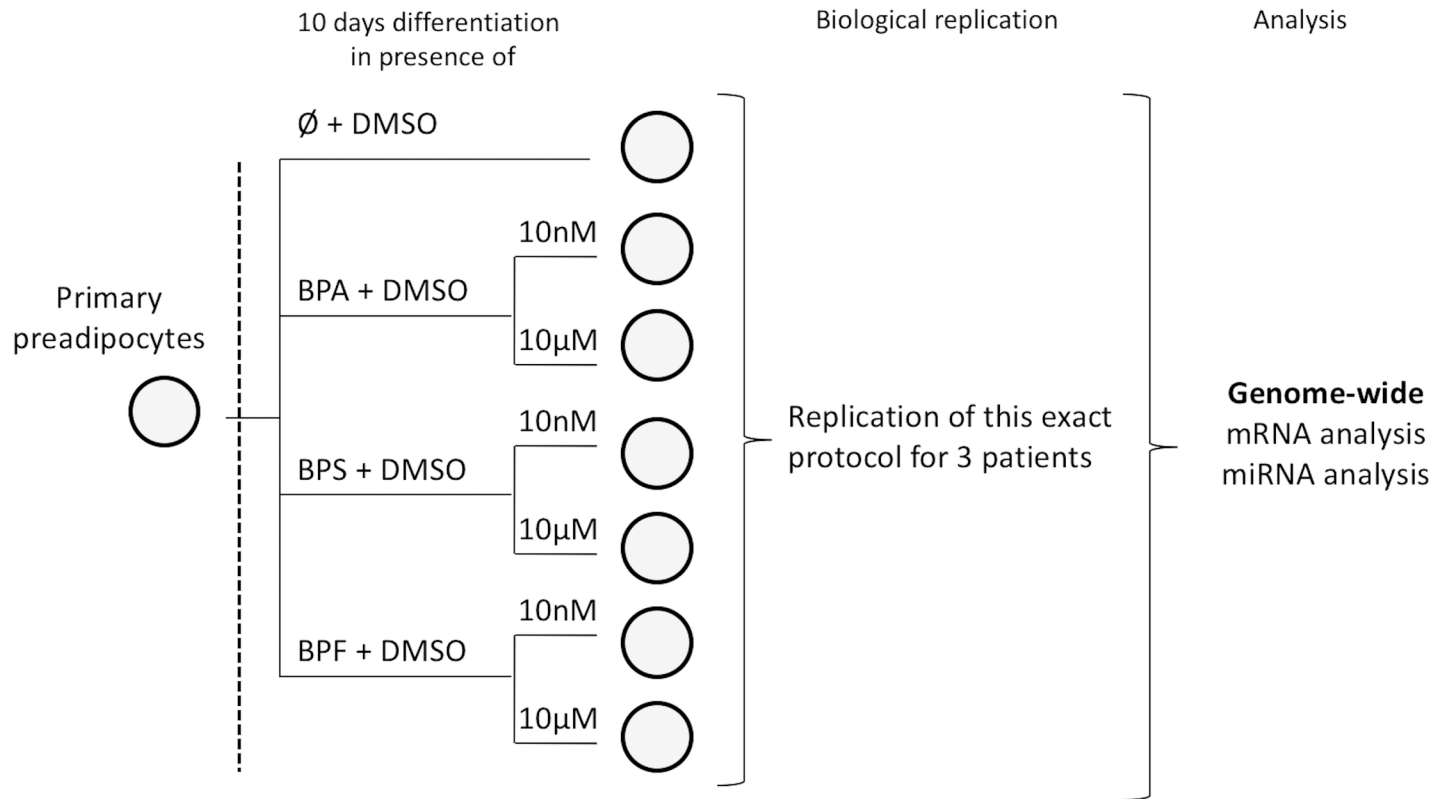 10 days differentiation
in presence of
Biological replication
Analysis
Ø + DMSO
10nM
BPA + DMSO
10µM
Primary
preadipocytes
10nM
BPS + DMSO
10µM
10nM
BPF + DMSO
10µM
Replication of this exact
protocol for 3 patients
Genome-wide
mRNA analysis
miRNA analysis